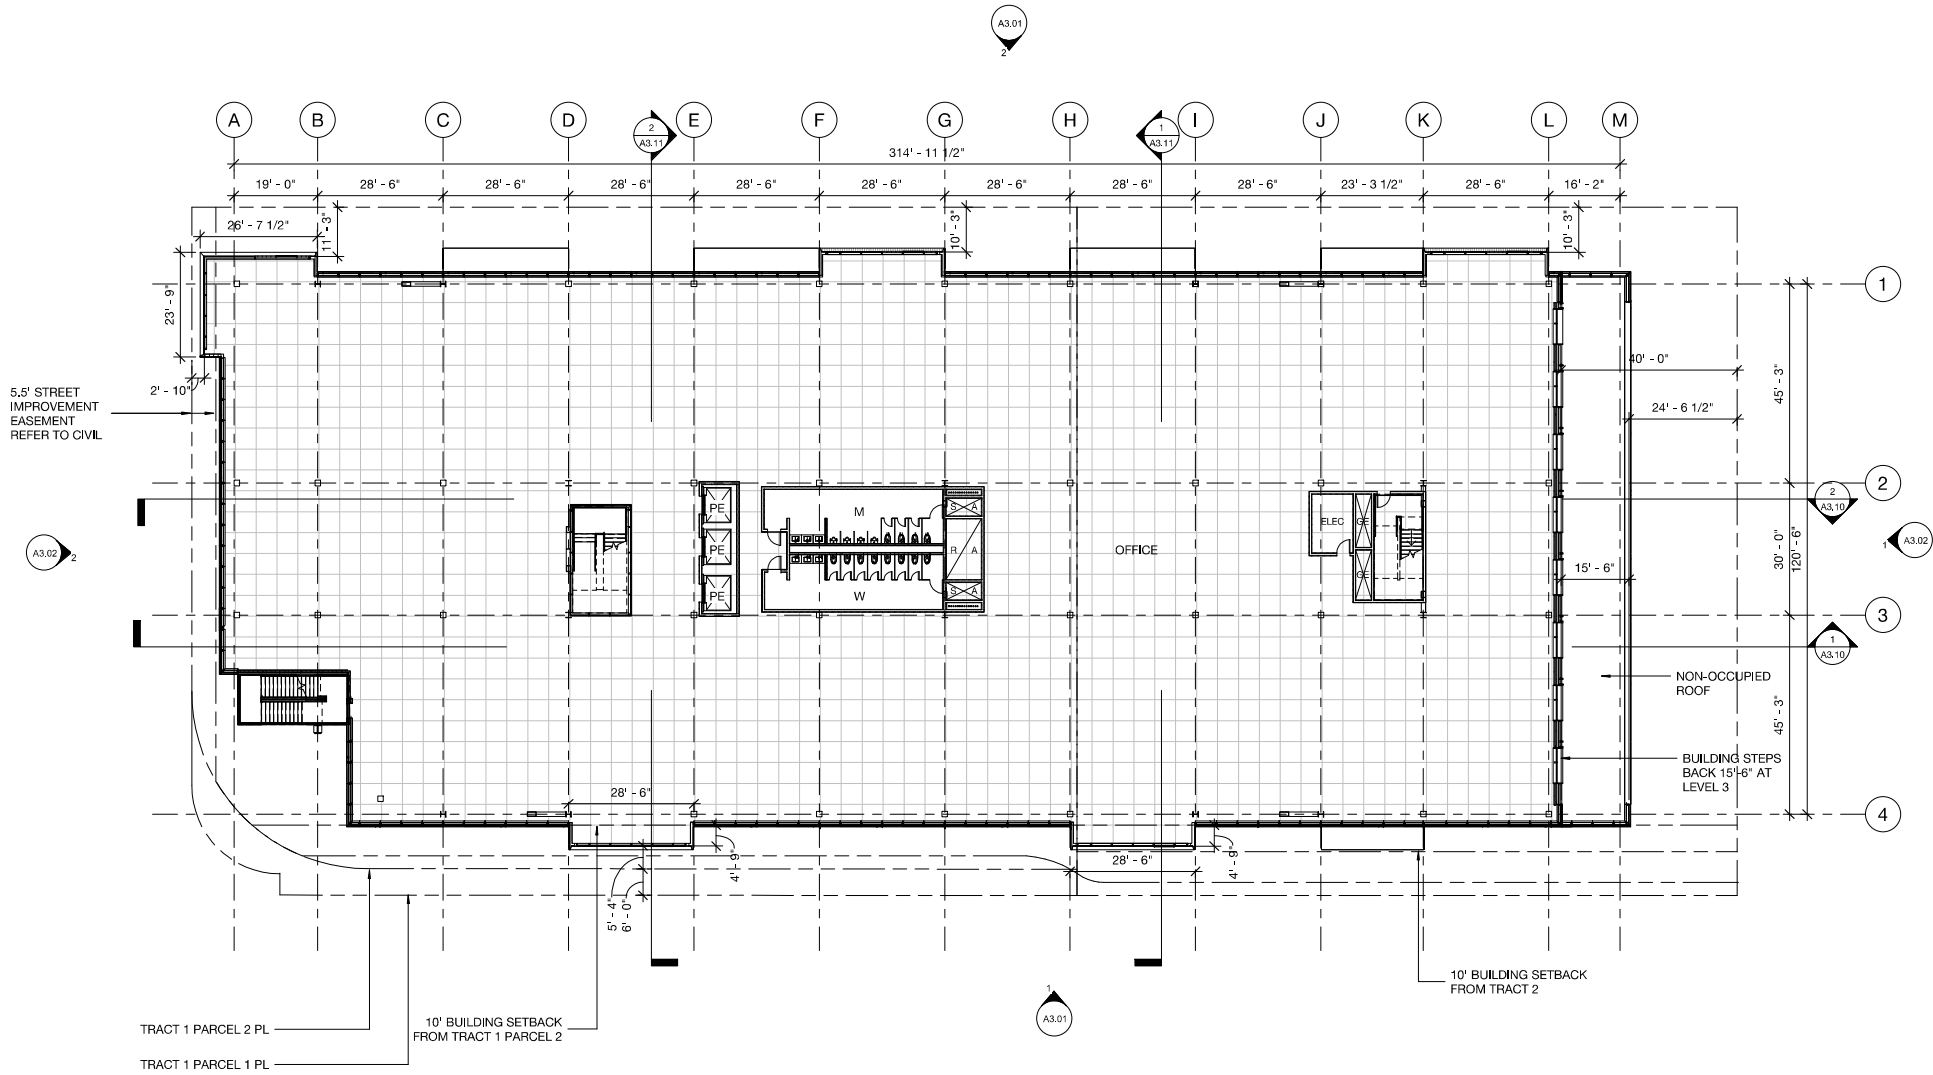 A3.01
2
A
B
C
D
E
F
G
H
I
J
K
L
M
2
A3.11
1
A3.11
314' - 11 1/2"
19' - 0"
28' - 6"
28' - 6"
28' - 6"
28' - 6"
28' - 6"
28' - 6"
28' - 6"
28' - 6"
23' - 3 1/2"
28' - 6"
16' - 2"
26' - 7 1/2"
11' - 3"
10' - 3"
10' - 3"
23' - 9"
1
2' - 10"
40' - 0"
45' - 3"
24' - 6 1/2"
5.5' STREET
IMPROVEMENT
EASEMENT
REFER TO CIVIL
2
2
A3.10
PE
PE
PE
M
W
S A
R A
S A
OFFICE
ELEC
GE
GE
A3.02
2
1
A3.02
30' - 0"
120' - 6"
15' - 6"
3
1
A3.10
NON-OCCUPIED
ROOF
45' - 3"
BUILDING STEPS
BACK 15'-6" AT
LEVEL 3
28' - 6"
4
4' - 9"
28' - 6"
4' - 9"
5' - 4"
6' - 0"
10' BUILDING SETBACK
FROM TRACT 2
1
A3.01
TRACT 1 PARCEL 2 PL
10' BUILDING SETBACK
FROM TRACT 1 PARCEL 2
TRACT 1 PARCEL 1 PL